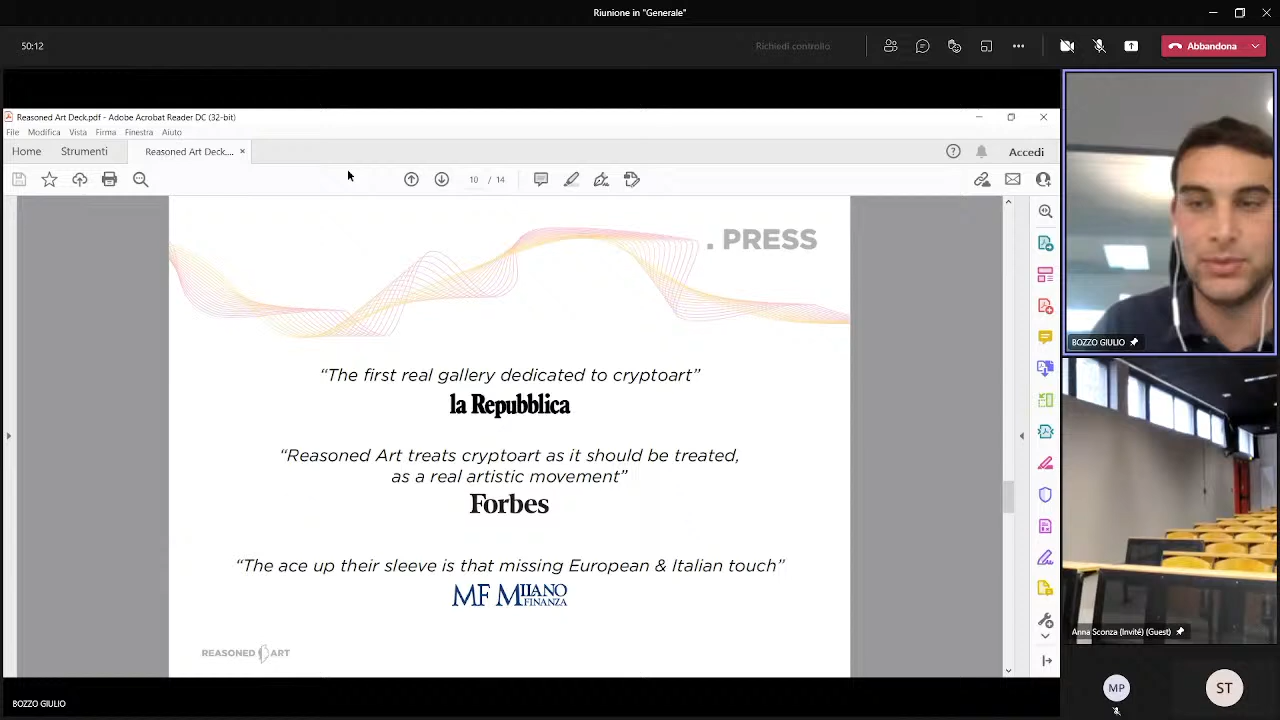 Riunione in "Generale"
50:12
Richiedi controllo
Abbandona
Reasoned Art Deck.pdf - Adobe Acrobat Reader DC (32-bit)
File Modifica Vista Firma Finestra Aiuto
Home Strumenti Reasoned Art Deck.... × Accedi
10 / 14
. PRESS
“The first real gallery dedicated to cryptoart”
la Repubblica
“Reasoned Art treats cryptoart as it should be treated,
as a real artistic movement”
Forbes
“The ace up their sleeve is that missing European & Italian touch”
MF MILANO
FINANZA
REASONED ART
BOZZO GIULIO
BOZZO GIULIO
Anna Sconza (Invité) (Guest)
MP
ST